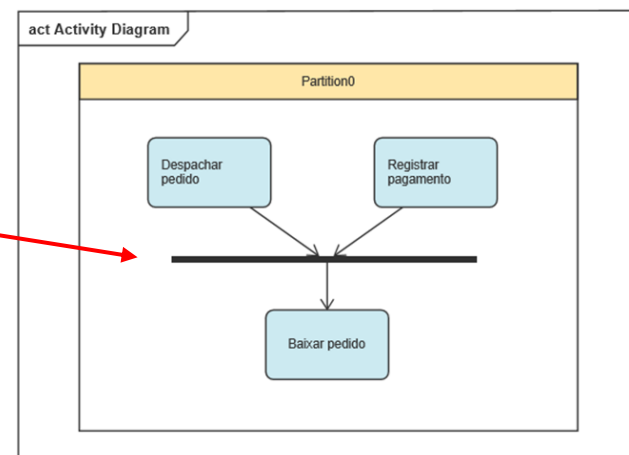 act Activity Diagram
Partition0
Despachar
pedido
Registrar
pagamento
Baixar pedido